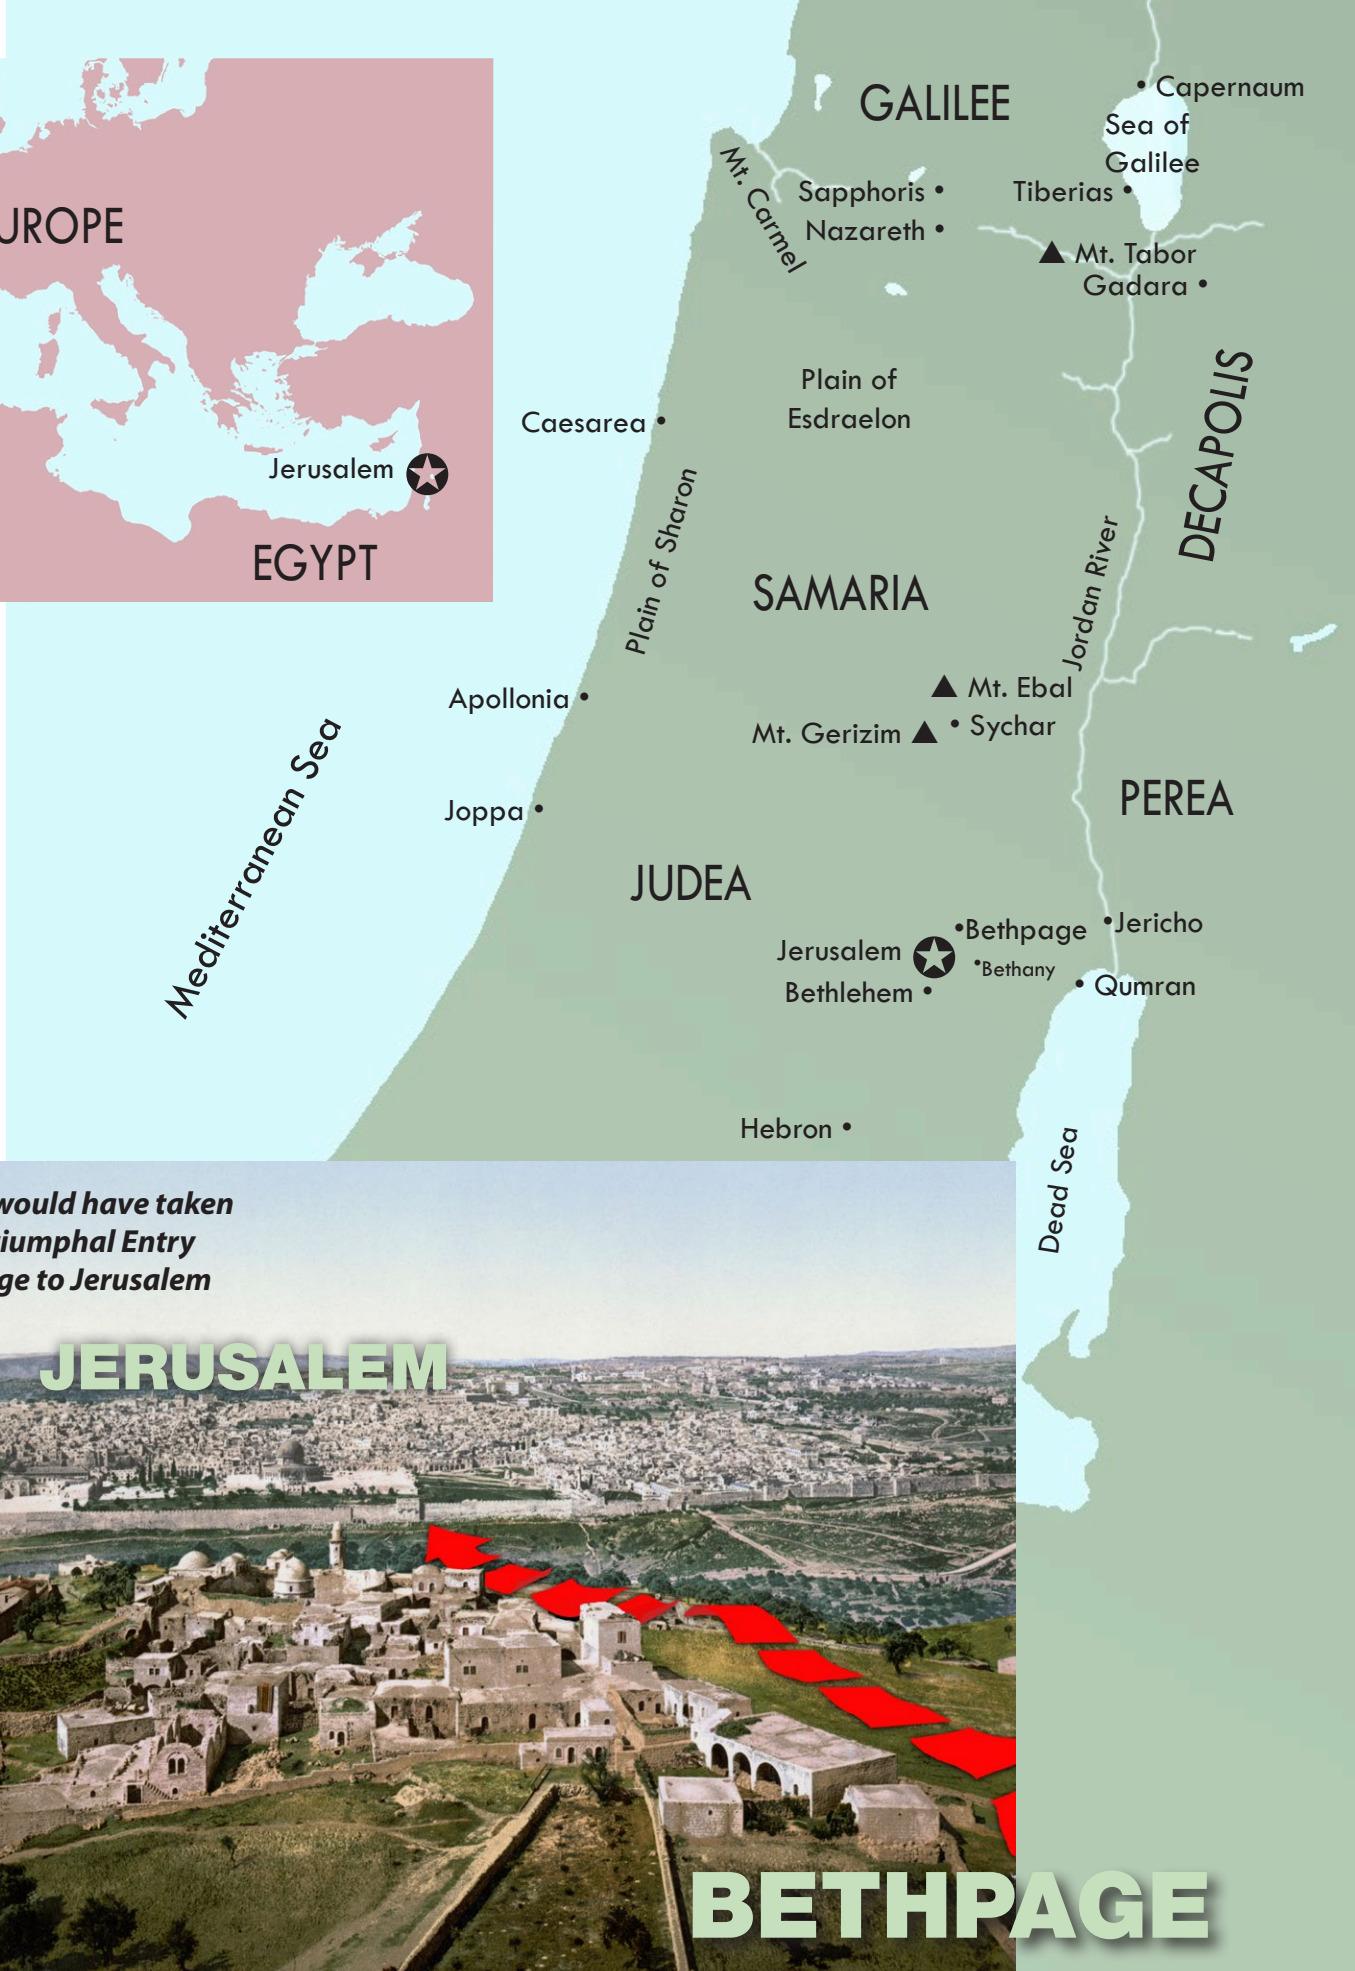 GALILEE
Capernaum
Sea of
Galilee
Mt. Carmel
Sapphoris
Tiberias
Nazareth
Mt. Tabor
Gadara
UROPE
Plain of
Esdraelon
DECAPOLIS
Caesarea
Jerusalem
EGYPT
Plain of Sharon
Jordan River
SAMARIA
Mt. Ebal
Apollonia
Sychar
Mt. Gerizim
Mediterranean Sea
Joppa
PEREA
JUDEA
Bethpage
Jericho
Jerusalem
Bethany
Bethlehem
Qumran
Hebron
Dead Sea
would have taken
iumphal Entry
ge to Jerusalem
JERUSALEM
BETHPAGE